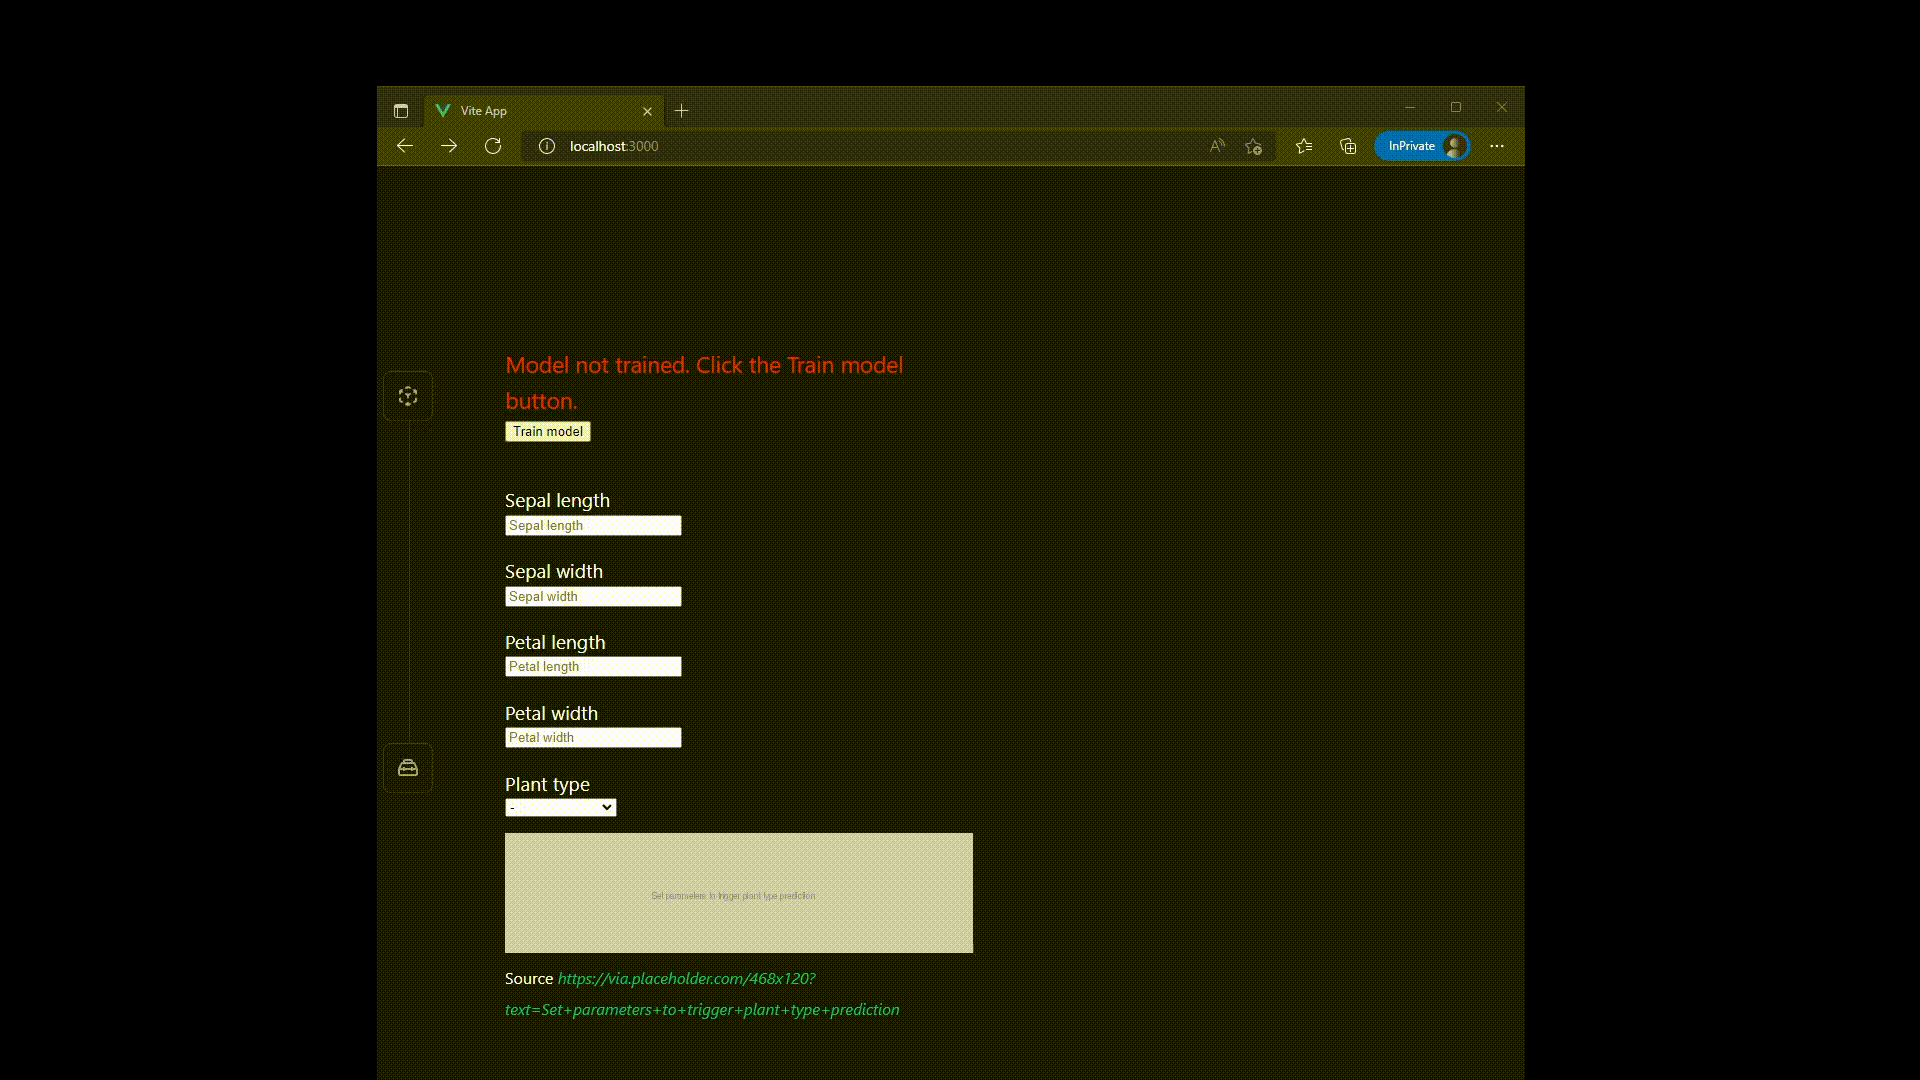 Vite App
localhost:3000
InPrivate
Model not trained. Click the Train model
button.
Train model
Sepal length
Sepal length
Sepal width
Sepal width
Petal length
Petal length
Petal width
Petal width
Plant type
-
Set parameters to trigger plant type prediction
Source https://via.placeholder.com/468x120?
text=Set+parameters+to+trigger+plant+type+prediction